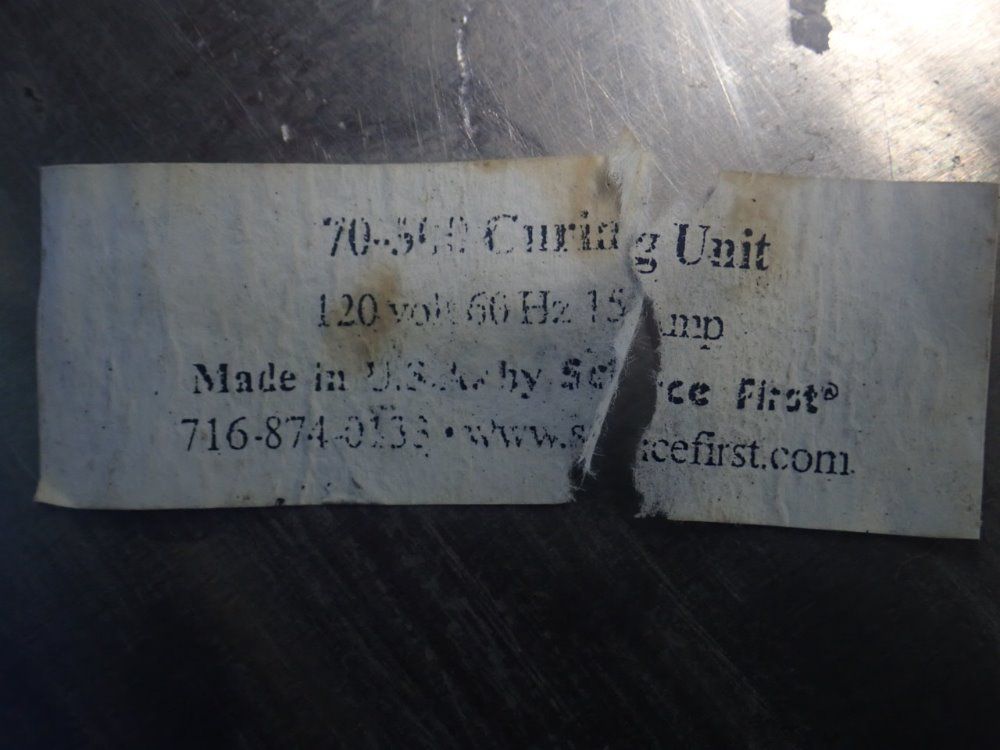 Curing Unit
120 volt 60 Hz 15 amp
Made in U.S.A. by Science First®
716-874-0133 • www.sciencefirst.com